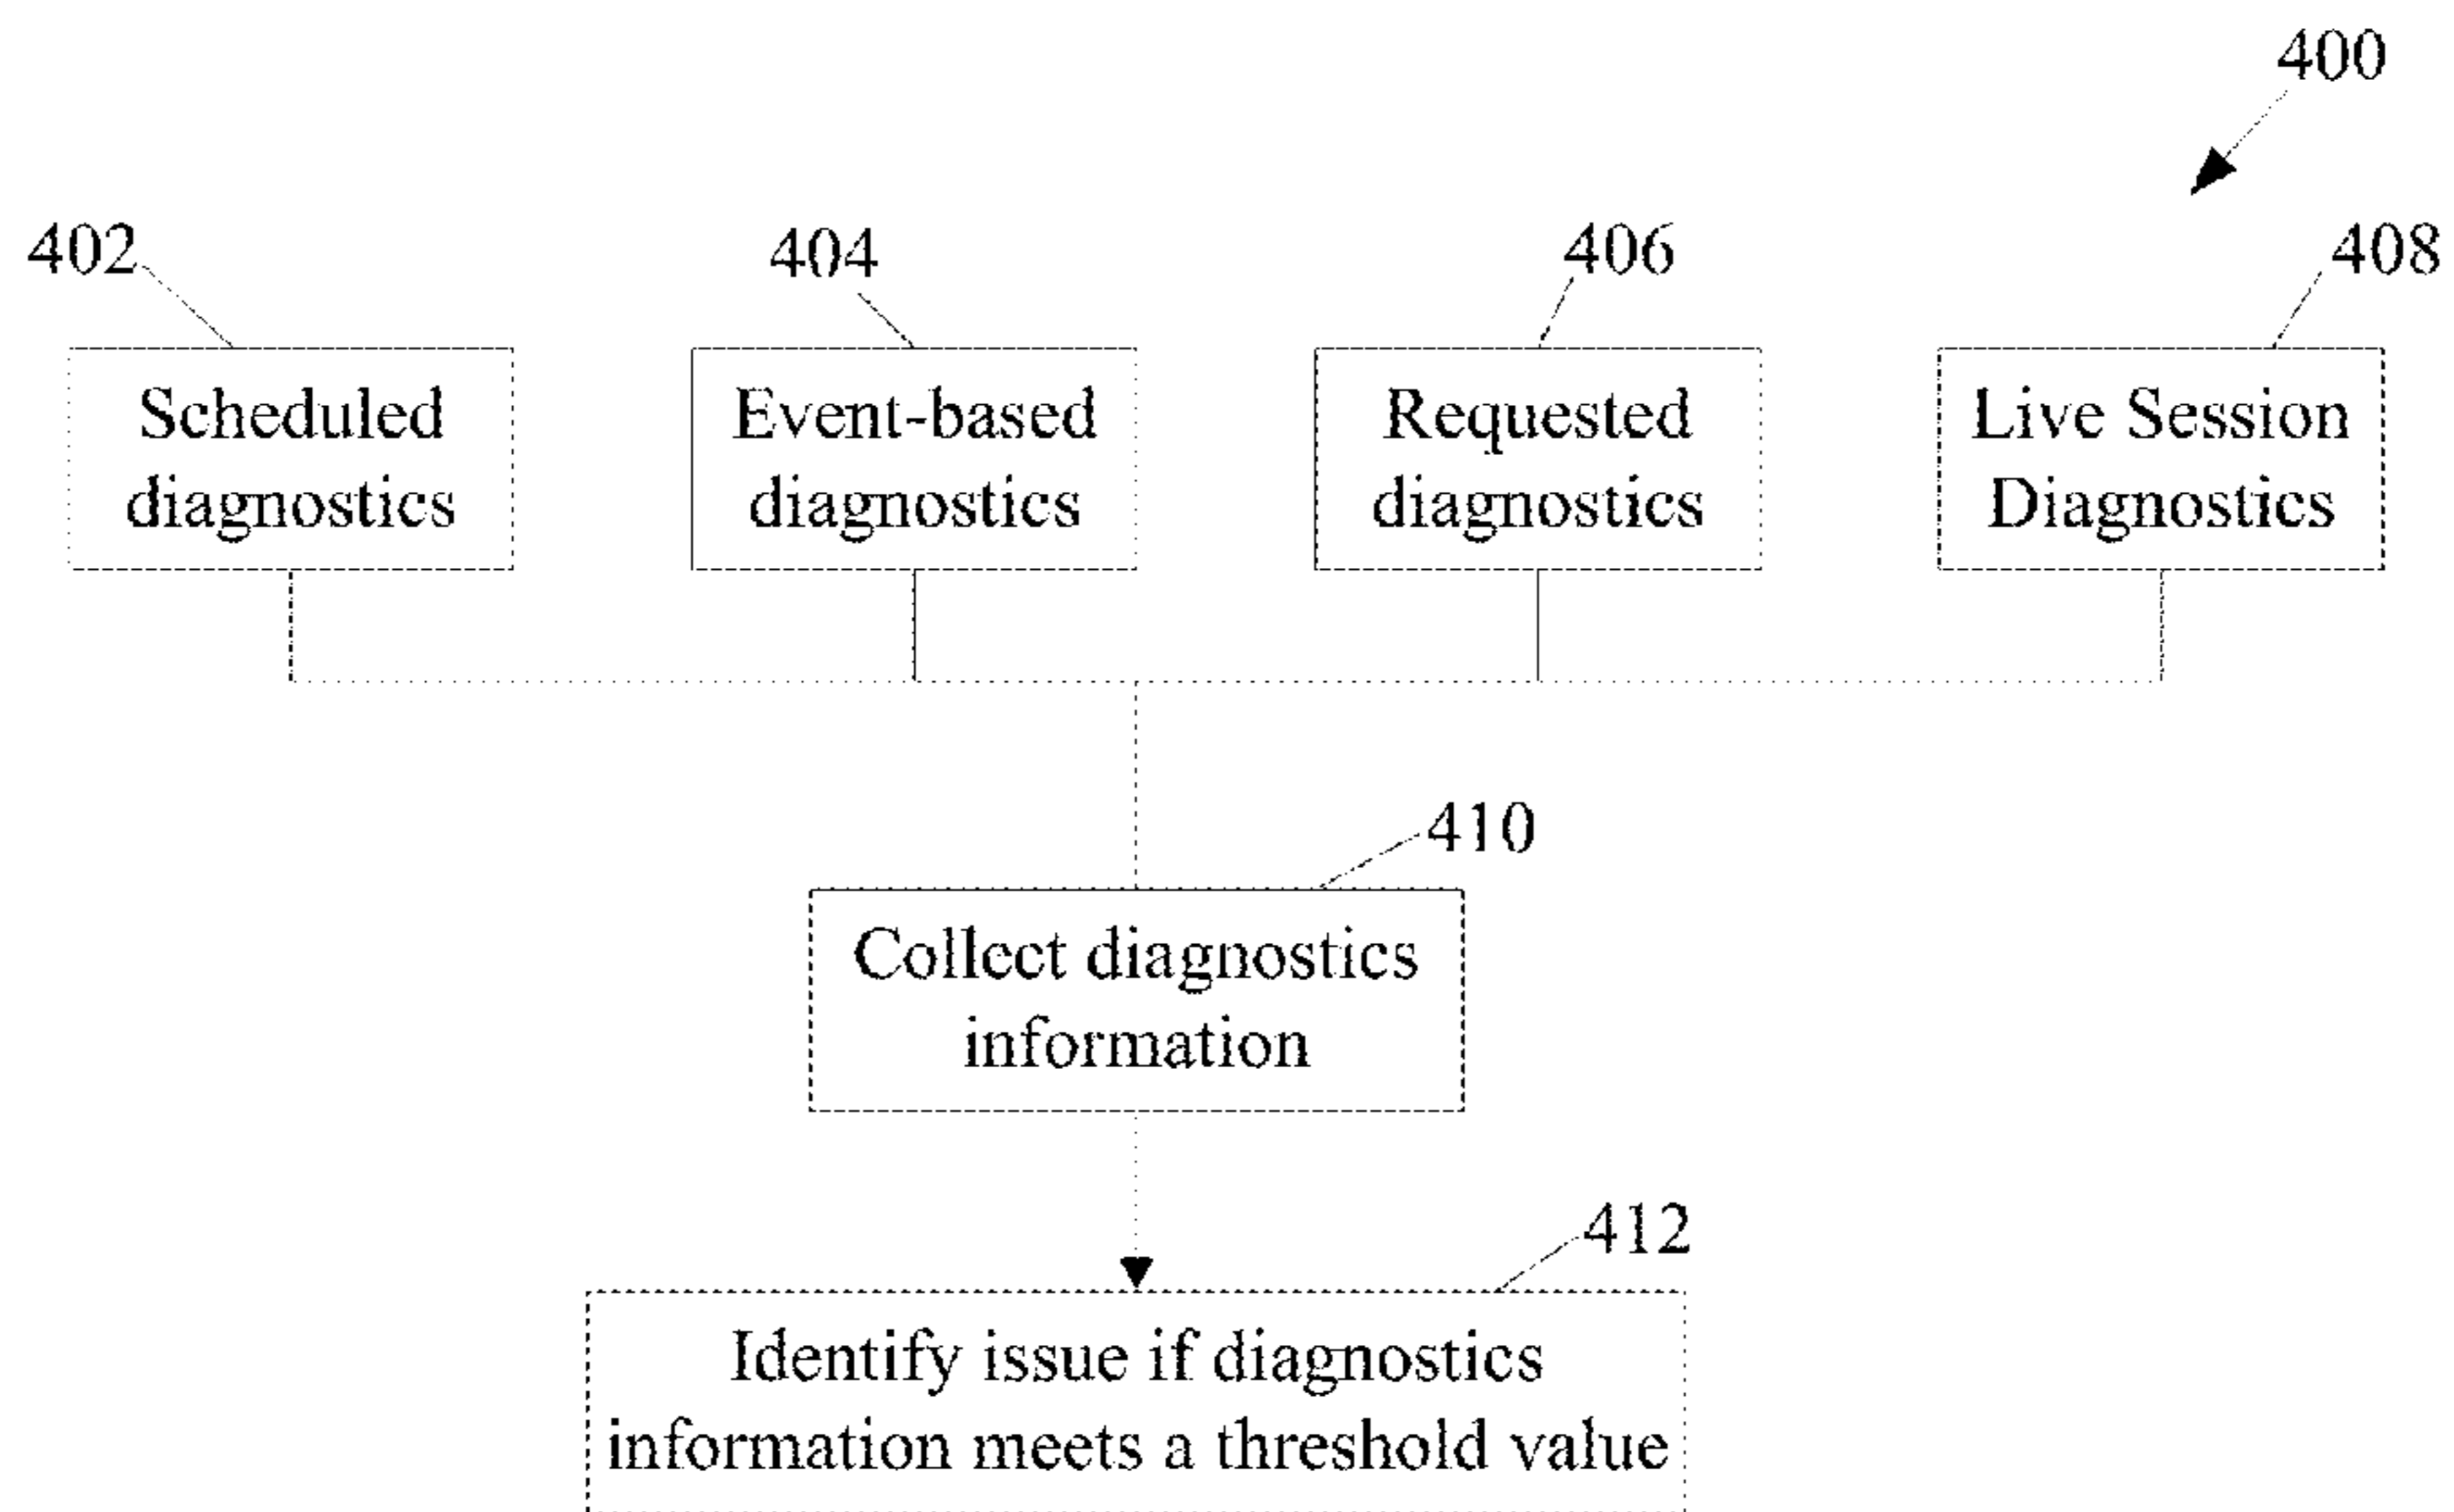 400
402
404
406
408
Scheduled
diagnostics
Event-based
diagnostics
Requested
diagnostics
Live Session
Diagnostics
410
Collect diagnostics
information
412
Identify issue if diagnostics
information meets a threshold value